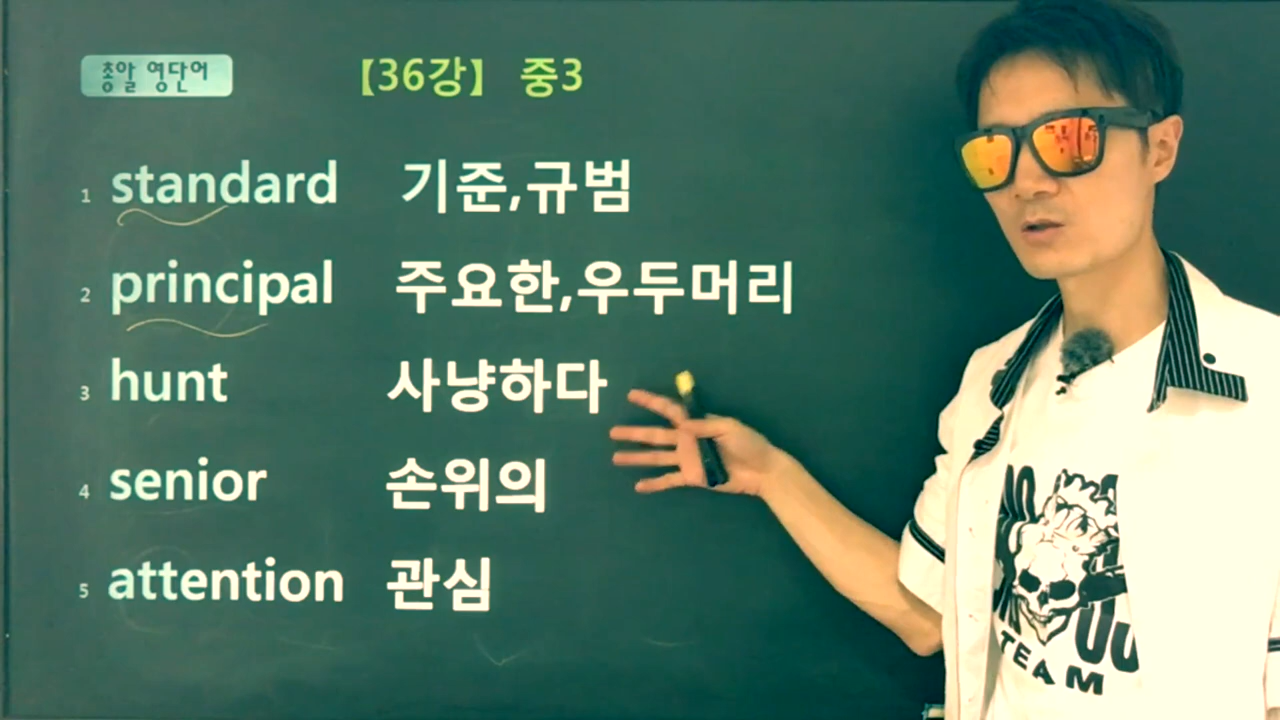 총알 영단어
【36강】 중3
1 standard 기준,규범
2 principal 주요한,우두머리
3 hunt 사냥하다
4 senior 손위의
5 attention 관심
TEAM